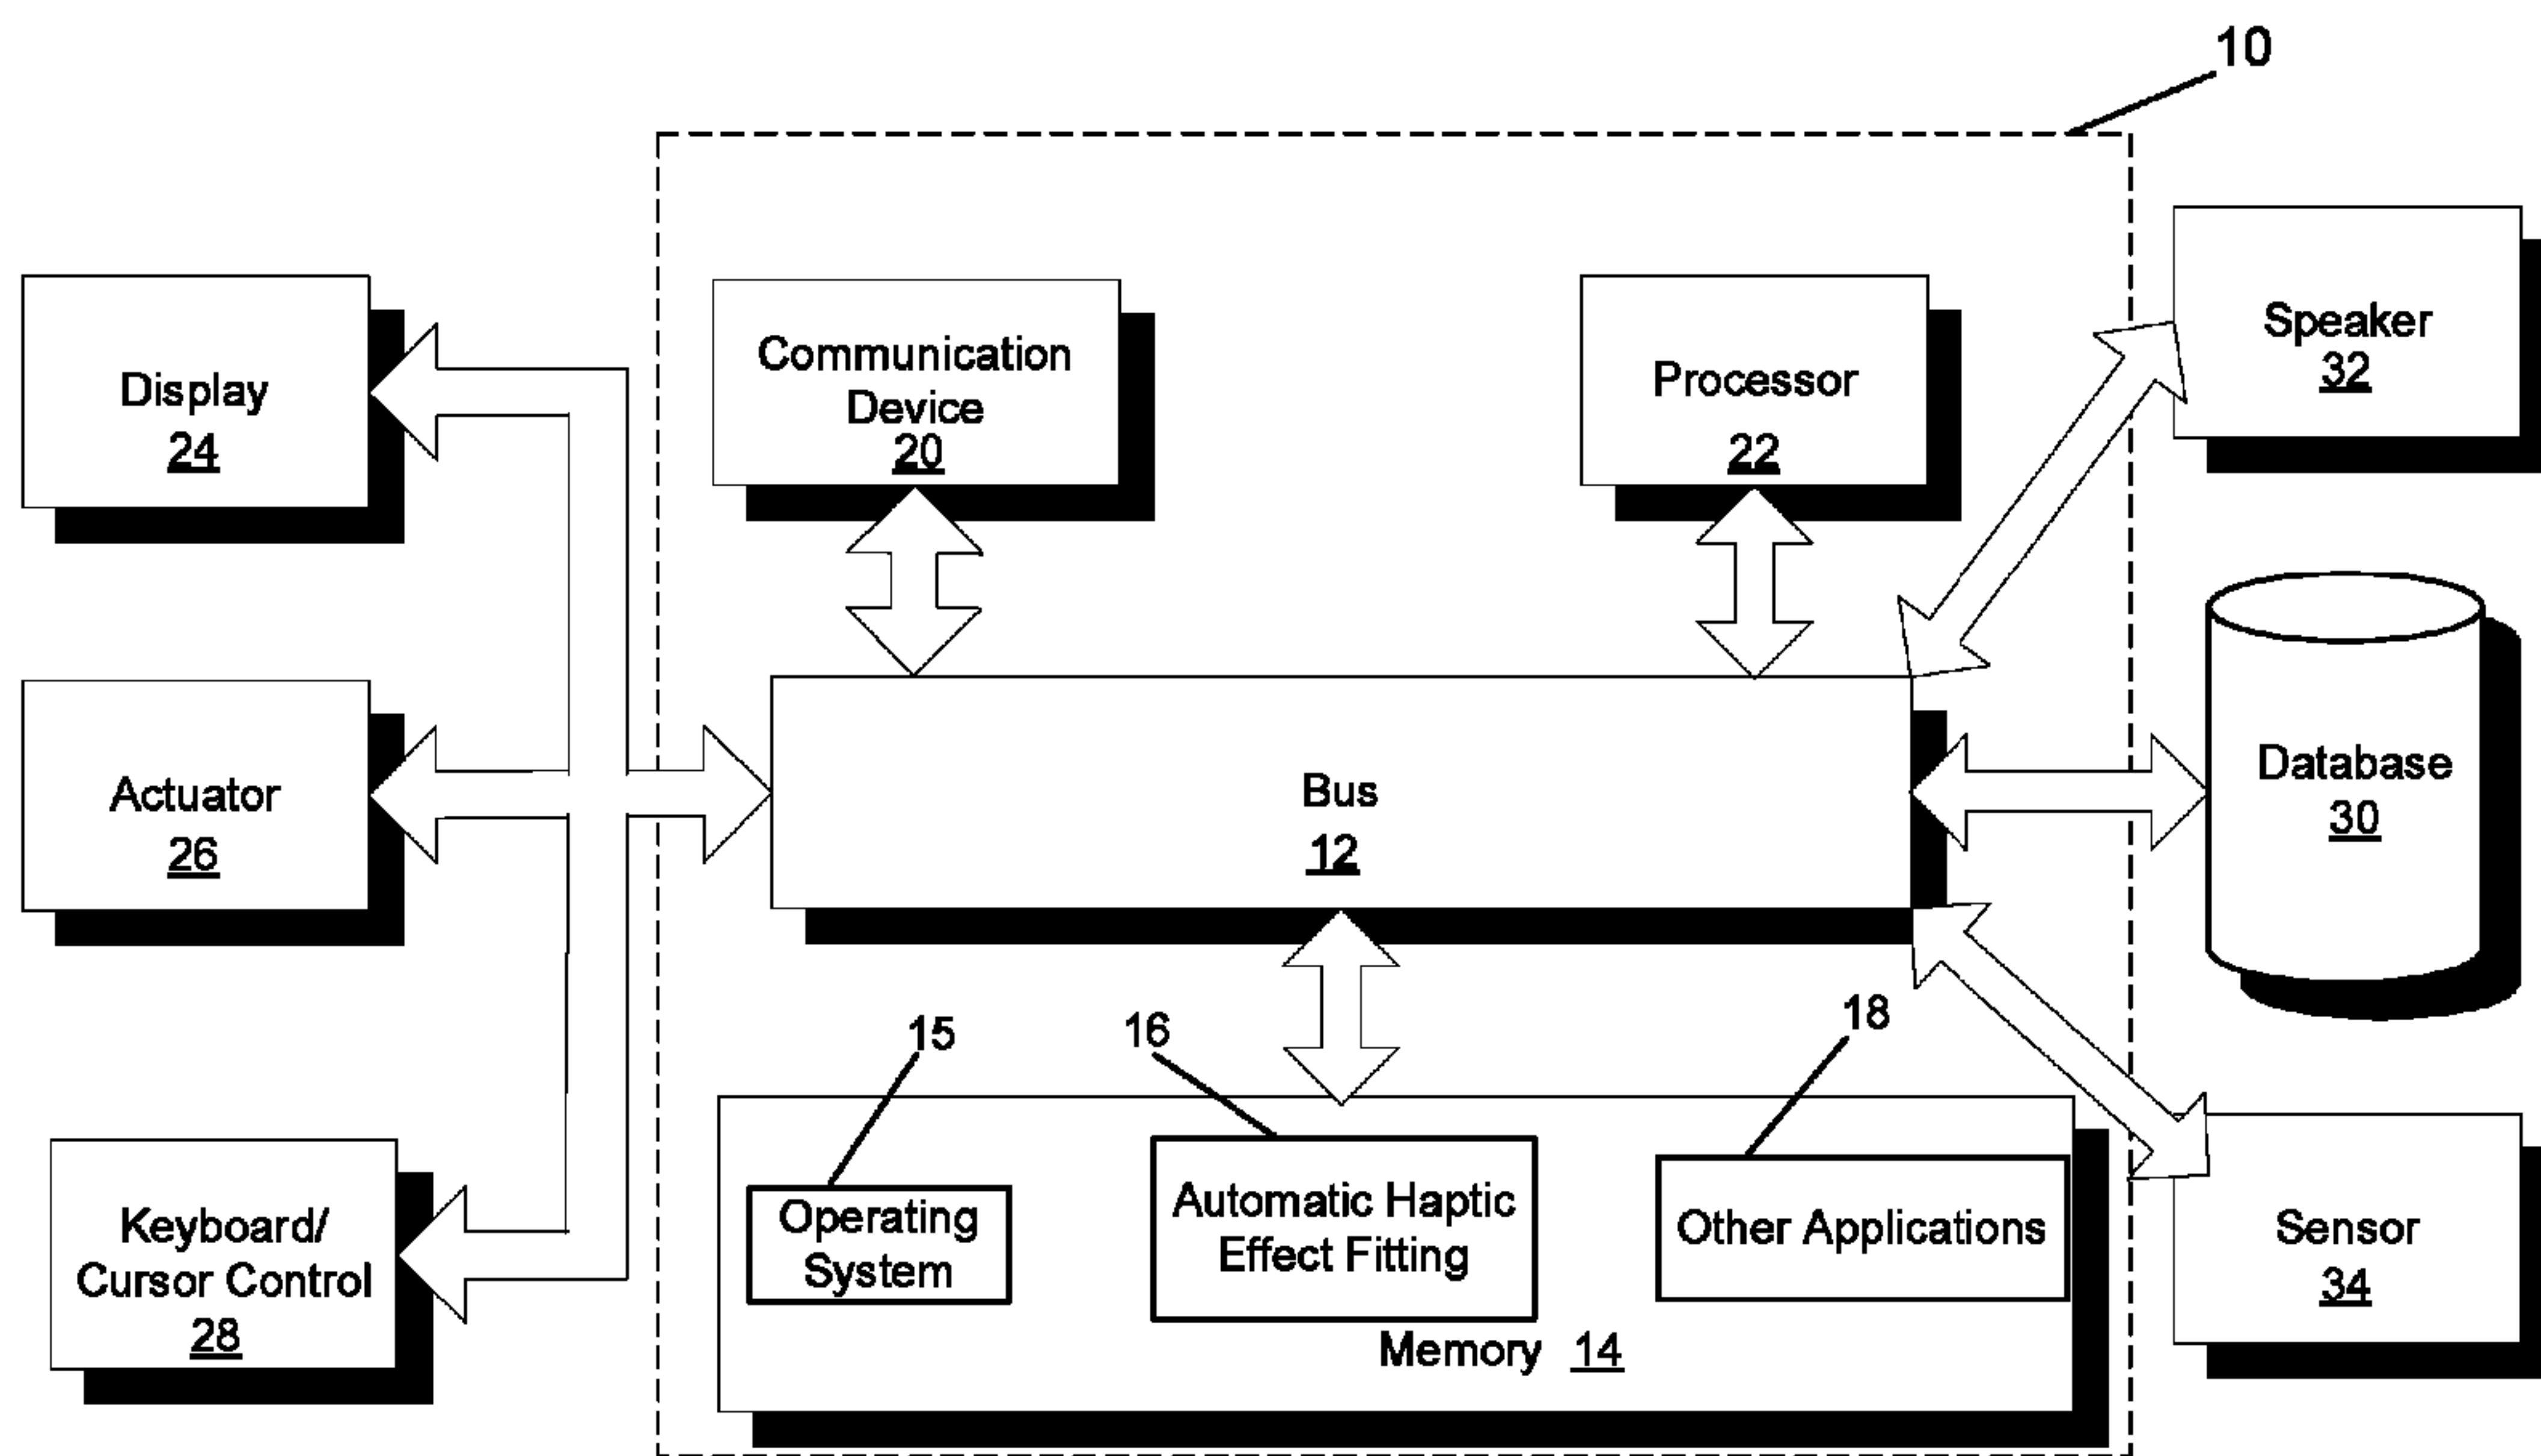 10
Display
24
Communication
Device
20
Processor
22
Speaker
32
Actuator
26
Bus
12
Database
30
15
16
18
Keyboard/
Cursor Control
28
Operating
System
Automatic Haptic
Effect Fitting
Other Applications
Memory 14
Sensor
34